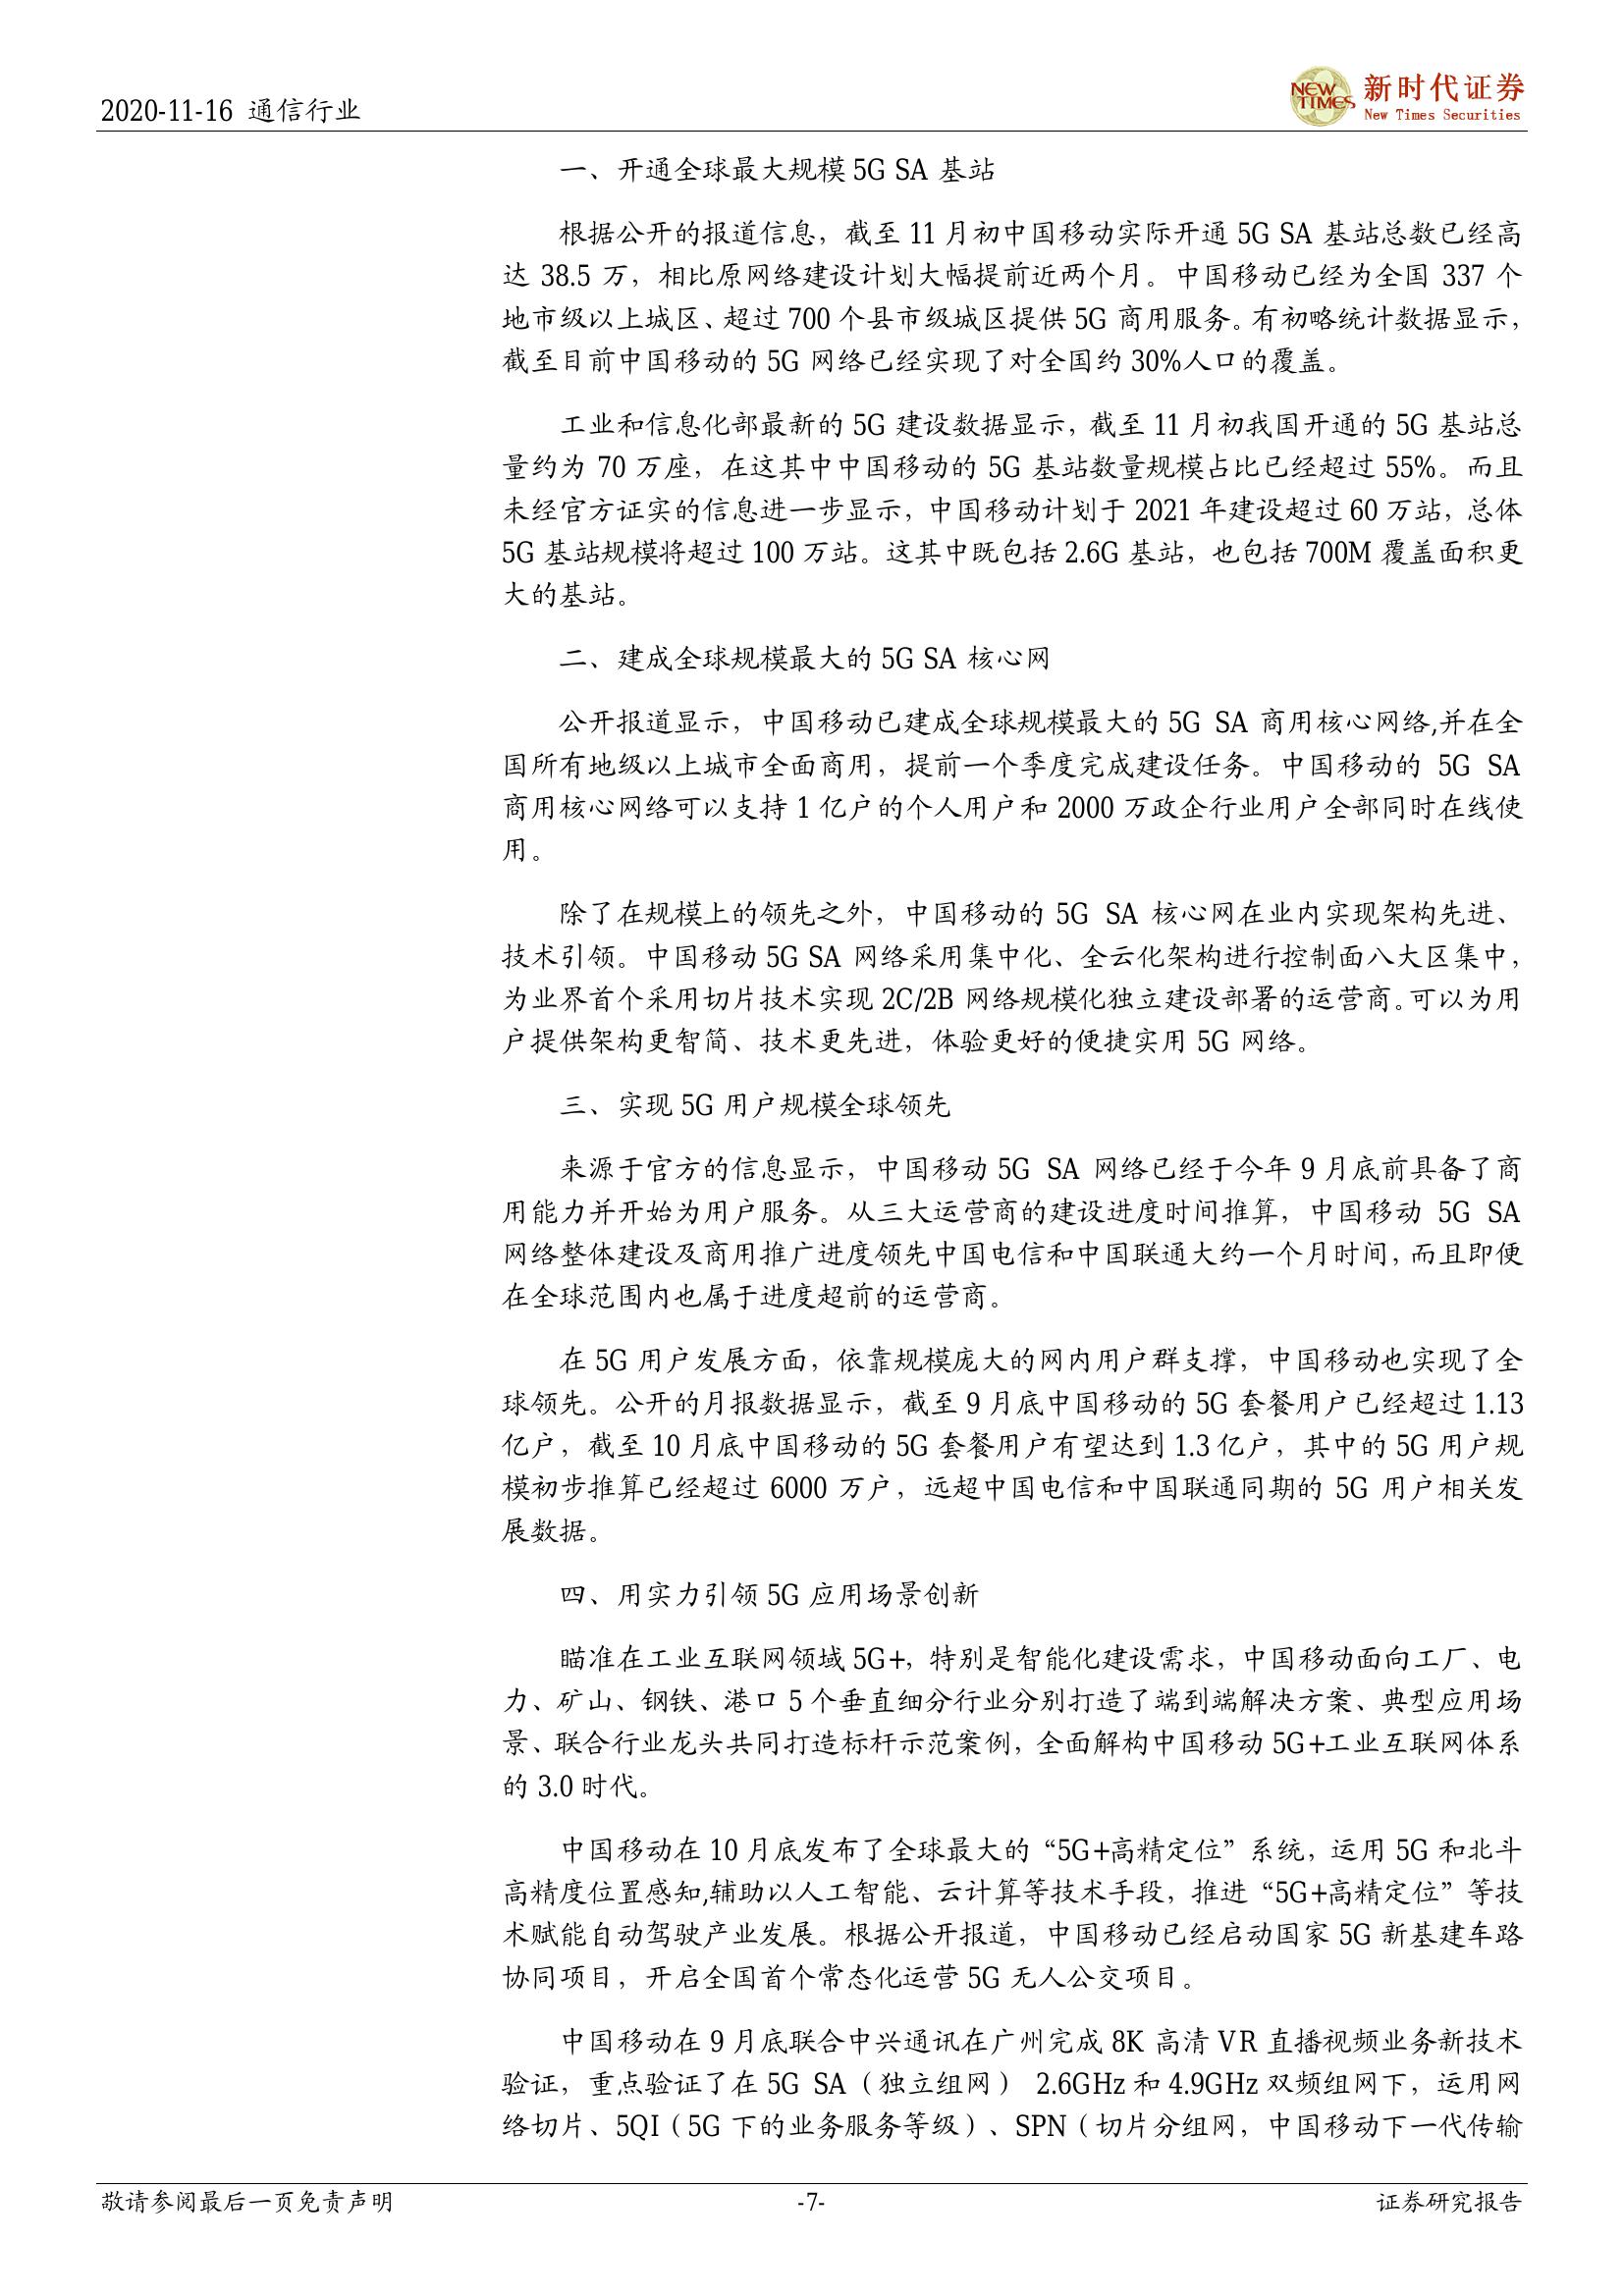 2020-11-16 通信行业
NEW TIMES
新时代证券
New Times Securities
一、开通全球最大规模 5G SA 基站
根据公开的报道信息，截至 11 月初中国移动实际开通 5G SA 基站总数已经高
达 38.5 万，相比原网络建设计划大幅提前近两个月。中国移动已经为全国 337 个
地市级以上城区、超过 700 个县市级城区提供 5G 商用服务。有初略统计数据显示，
截至目前中国移动的 5G 网络已经实现了对全国约 30%人口的覆盖。
工业和信息化部最新的 5G 建设数据显示，截至 11 月初我国开通的 5G 基站总
量约为 70 万座，在这其中中国移动的 5G 基站数量规模占比已经超过 55%。而且
未经官方证实的信息进一步显示，中国移动计划于 2021 年建设超过 60 万站，总体
5G 基站规模将超过 100 万站。这其中既包括 2.6G 基站，也包括 700M 覆盖面积更
大的基站。
二、建成全球规模最大的 5G SA 核心网
公开报道显示，中国移动已建成全球规模最大的 5G SA 商用核心网络,并在全
国所有地级以上城市全面商用，提前一个季度完成建设任务。中国移动的 5G SA
商用核心网络可以支持 1 亿户的个人用户和 2000 万政企行业用户全部同时在线使
用。
除了在规模上的领先之外，中国移动的 5G SA 核心网在业内实现架构先进、
技术引领。中国移动 5G SA 网络采用集中化、全云化架构进行控制面八大区集中，
为业界首个采用切片技术实现 2C/2B 网络规模化独立建设部署的运营商。可以为用
户提供架构更智简、技术更先进，体验更好的便捷实用 5G 网络。
三、实现 5G 用户规模全球领先
来源于官方的信息显示，中国移动 5G SA 网络已经于今年 9 月底前具备了商
用能力并开始为用户服务。从三大运营商的建设进度时间推算，中国移动 5G SA
网络整体建设及商用推广进度领先中国电信和中国联通大约一个月时间，而且即便
在全球范围内也属于进度超前的运营商。
在 5G 用户发展方面，依靠规模庞大的网内用户群支撑，中国移动也实现了全
球领先。公开的月报数据显示，截至 9 月底中国移动的 5G 套餐用户已经超过 1.13
亿户，截至 10 月底中国移动的 5G 套餐用户有望达到 1.3 亿户，其中的 5G 用户规
模初步推算已经超过 6000 万户，远超中国电信和中国联通同期的 5G 用户相关发
展数据。
四、用实力引领 5G 应用场景创新
瞄准在工业互联网领域 5G+，特别是智能化建设需求，中国移动面向工厂、电
力、矿山、钢铁、港口 5 个垂直细分行业分别打造了端到端解决方案、典型应用场
景、联合行业龙头共同打造标杆示范案例，全面解构中国移动 5G+工业互联网体系
的 3.0 时代。
中国移动在 10 月底发布了全球最大的“5G+高精定位”系统，运用 5G 和北斗
高精度位置感知,辅助以人工智能、云计算等技术手段，推进“5G+高精定位”等技
术赋能自动驾驶产业发展。根据公开报道，中国移动已经启动国家 5G 新基建车路
协同项目，开启全国首个常态化运营 5G 无人公交项目。
中国移动在 9 月底联合中兴通讯在广州完成 8K 高清 VR 直播视频业务新技术
验证，重点验证了在 5G SA（独立组网） 2.6GHz 和 4.9GHz 双频组网下，运用网
络切片、5QI（5G 下的业务服务等级）、SPN（切片分组网，中国移动下一代传输
敬请参阅最后一页免责声明
-7-
证券研究报告